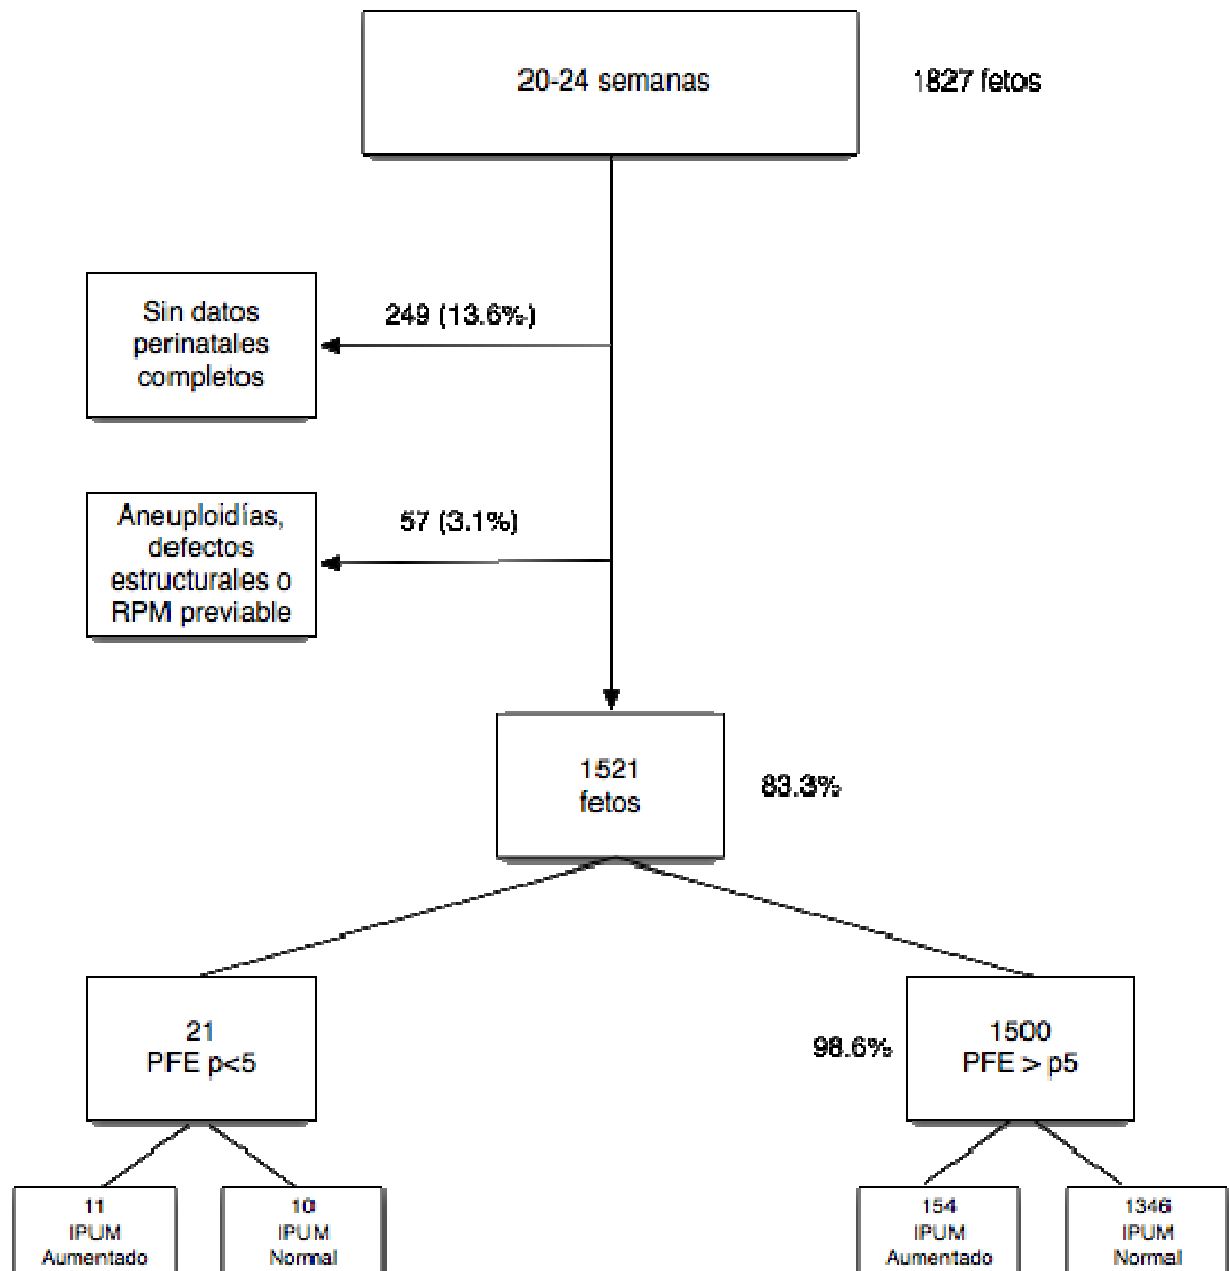 20-24 semanas
1827 fetos
249 (13.6%)
Sin datos
perinatales
completos
57 (3.1%)
Aneuploidías,
defectos
estructurales o
RPM previable
1521
fetos
83.3%
21
PFE p<5
98.6%
1500
PFE > p5
11
IPUM
Aumentado
10
IPUM
Normal
154
IPUM
Aumentado
1346
IPUM
Normal